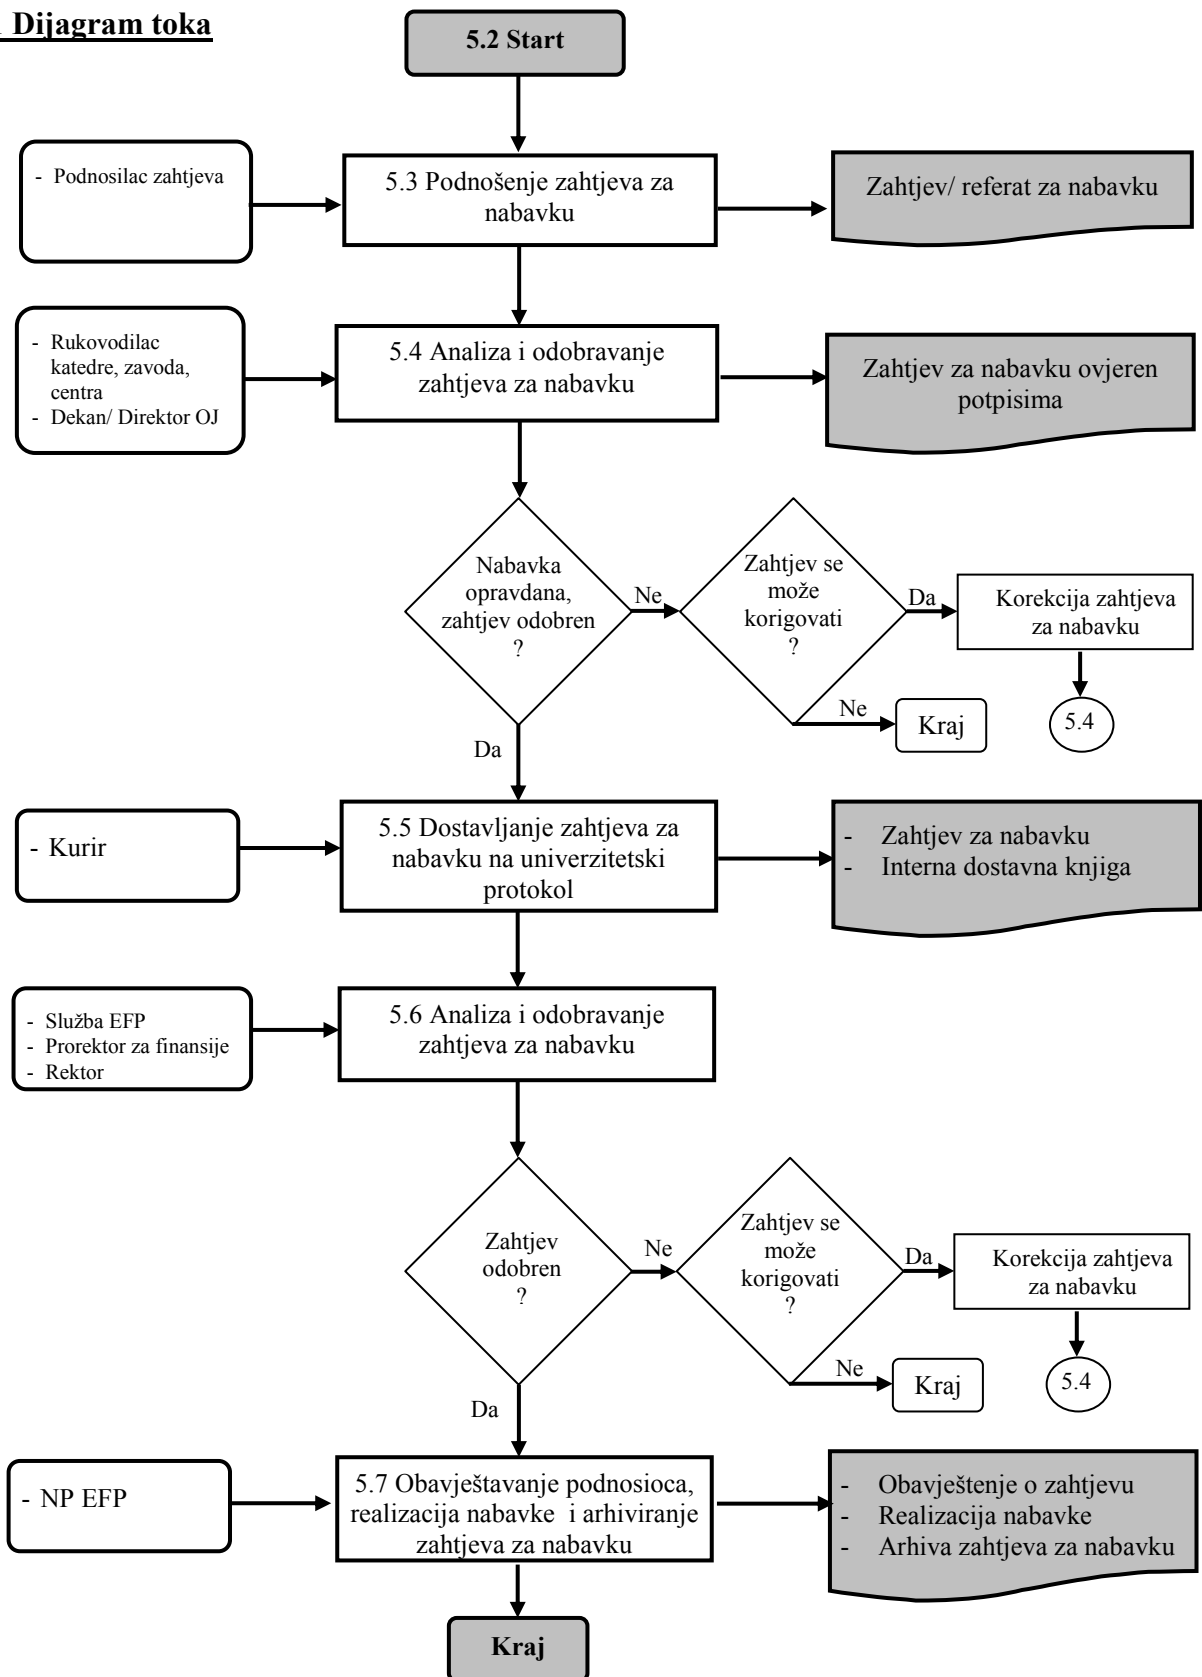 Dijagram toka
5.2 Start
- Podnosilac zahtjeva
5.3 Podnošenje zahtjeva za
nabavku
Zahtjev/ referat za nabavku
- Rukovodilac
katedre, zavoda,
centra
- Dekan/ Direktor OJ
5.4 Analiza i odobravanje
zahtjeva za nabavku
Zahtjev za nabavku ovjeren
potpisima
Nabavka
opravdana,
zahtjev odobren
?
Ne
Zahtjev se
može
korigovati
?
Da
Korekcija zahtjeva
za nabavku
Ne
Kraj
5.4
Da
- Kurir
5.5 Dostavljanje zahtjeva za
nabavku na univerzitetski
protokol
- Zahtjev za nabavku
- Interna dostavna knjiga
- Služba EFP
- Prorektor za finansije
- Rektor
5.6 Analiza i odobravanje
zahtjeva za nabavku
Zahtjev
odobren
?
Ne
Zahtjev se
može
korigovati
?
Da
Korekcija zahtjeva
za nabavku
Ne
Kraj
5.4
Da
- NP EFP
5.7 Obavještavanje podnosioca,
realizacija nabavke i arhiviranje
zahtjeva za nabavku
- Obavještenje o zahtjevu
- Realizacija nabavke
- Arhiva zahtjeva za nabavku
Kraj